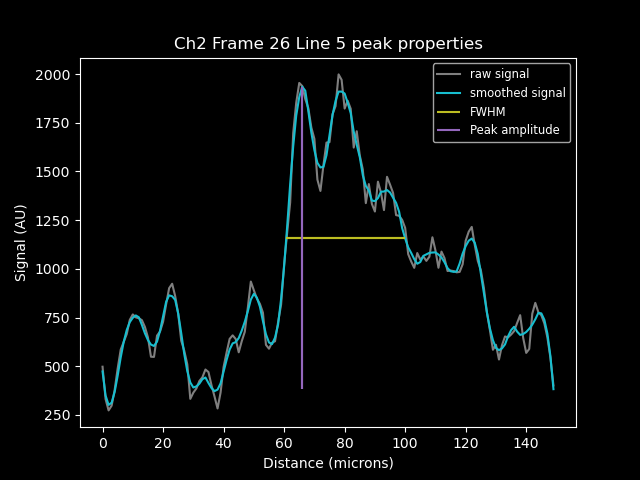 Ch2 Frame 26 Line 5 peak properties
raw signal
smoothed signal
FWHM
Peak amplitude
Signal (AU)
2000
1750
1500
1250
1000
750
500
250
0 20 40 60 80 100 120 140
Distance (microns)